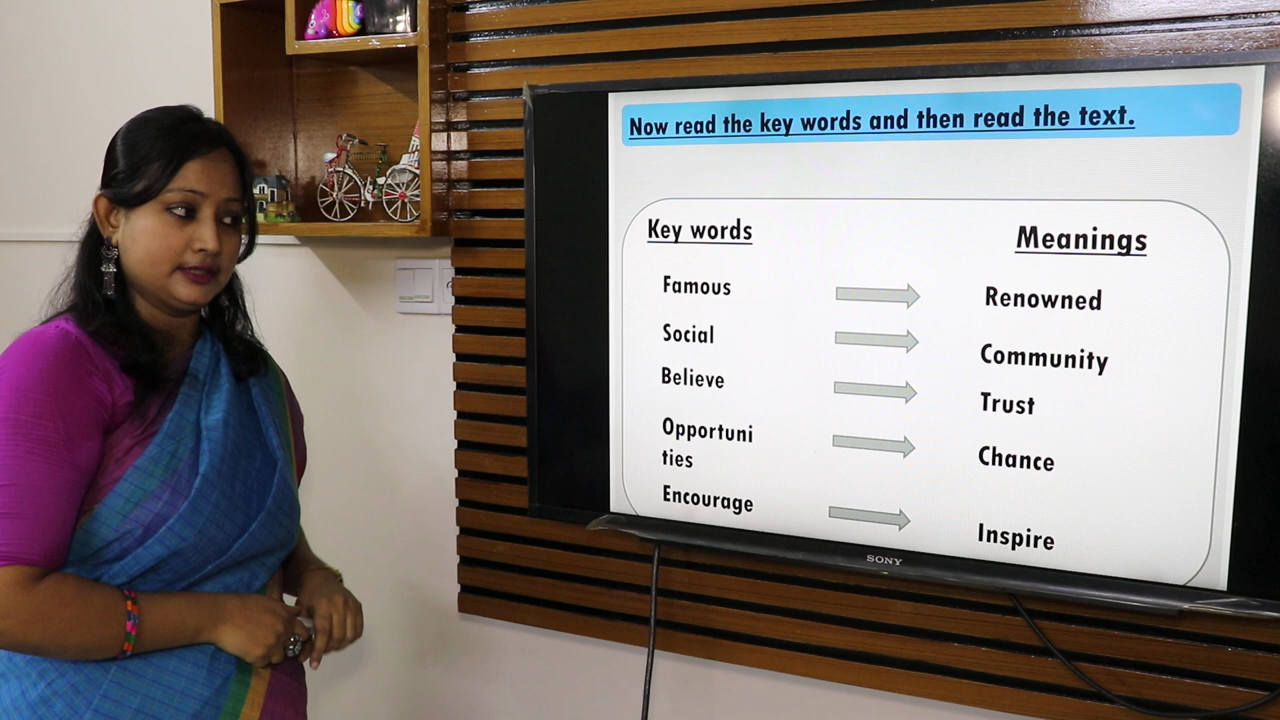 Now read the key words and then read the text.
Key words
Meanings
Famous
Renowned
Social
Community
Believe
Trust
Opportuni
ties
Chance
Encourage
Inspire
SONY